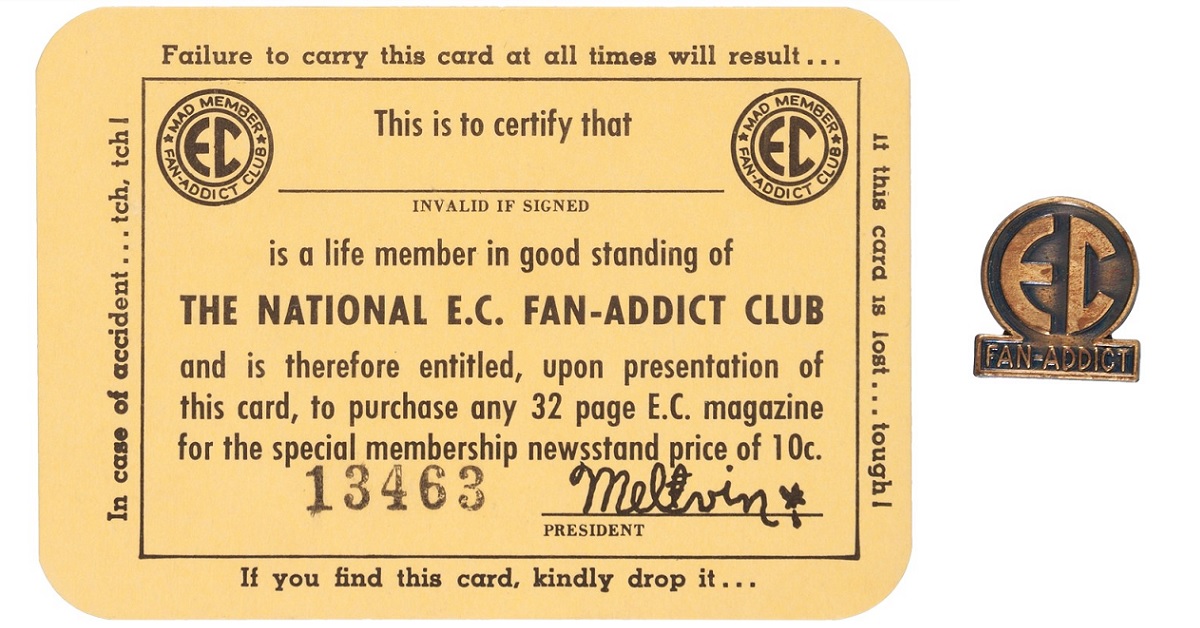 Failure to carry this card at all times will result...
In case of accident...tch, tch!
If this card is lost...tough!
MAD MEMBER
EC
FAN-ADDICT CLUB
MAD MEMBER
EC
FAN-ADDICT CLUB
This is to certify that
INVALID IF SIGNED
is a life member in good standing of
THE NATIONAL E.C. FAN-ADDICT CLUB
and is therefore entitled, upon presentation of
this card, to purchase any 32 page E.C. magazine
for the special membership newsstand price of 10c.
13463
Meltvin
PRESIDENT
If you find this card, kindly drop it...
EC
FAN-ADDICT